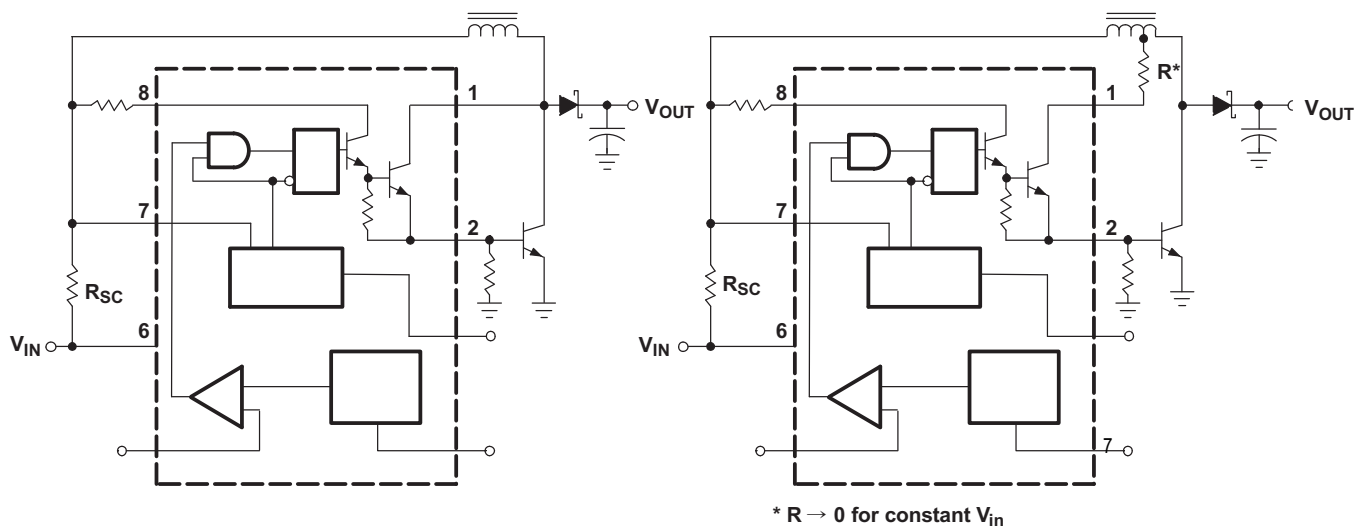 8
1
V_OUT
7
2
R_SC
6
V_IN
R*
8
1
V_OUT
7
2
R_SC
6
V_IN
7
* R → 0 for constant V_in